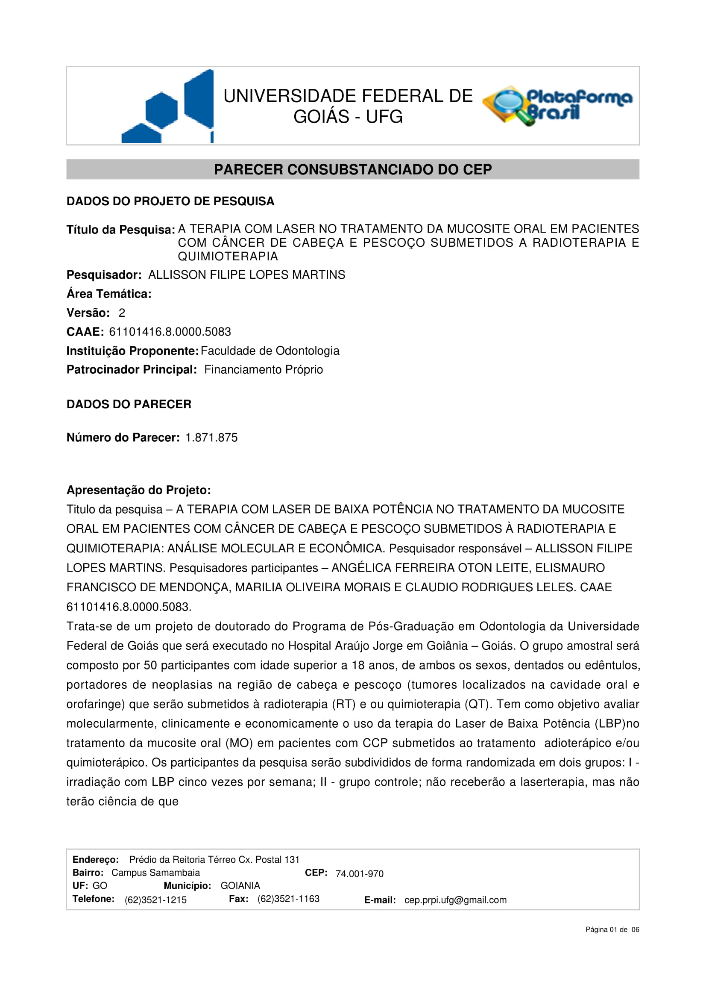 UNIVERSIDADE FEDERAL DE
GOIÁS - UFG
Plataforma
Brasil
PARECER CONSUBSTANCIADO DO CEP
DADOS DO PROJETO DE PESQUISA
Título da Pesquisa: A TERAPIA COM LASER NO TRATAMENTO DA MUCOSITE ORAL EM PACIENTES
COM CÂNCER DE CABEÇA E PESCOÇO SUBMETIDOS A RADIOTERAPIA E
QUIMIOTERAPIA
Pesquisador: ALLISSON FILIPE LOPES MARTINS
Área Temática:
Versão: 2
CAAE: 61101416.8.0000.5083
Instituição Proponente: Faculdade de Odontologia
Patrocinador Principal: Financiamento Próprio
DADOS DO PARECER
Número do Parecer: 1.871.875
Apresentação do Projeto:
Titulo da pesquisa – A TERAPIA COM LASER DE BAIXA POTÊNCIA NO TRATAMENTO DA MUCOSITE
ORAL EM PACIENTES COM CÂNCER DE CABEÇA E PESCOÇO SUBMETIDOS À RADIOTERAPIA E
QUIMIOTERAPIA: ANÁLISE MOLECULAR E ECONÔMICA. Pesquisador responsável – ALLISSON FILIPE
LOPES MARTINS. Pesquisadores participantes – ANGÉLICA FERREIRA OTON LEITE, ELISMAURO
FRANCISCO DE MENDONÇA, MARILIA OLIVEIRA MORAIS E CLAUDIO RODRIGUES LELES. CAAE
61101416.8.0000.5083.
Trata-se de um projeto de doutorado do Programa de Pós-Graduação em Odontologia da Universidade
Federal de Goiás que será executado no Hospital Araújo Jorge em Goiânia – Goiás. O grupo amostral será
composto por 50 participantes com idade superior a 18 anos, de ambos os sexos, dentados ou edêntulos,
portadores de neoplasias na região de cabeça e pescoço (tumores localizados na cavidade oral e
orofaringe) que serão submetidos à radioterapia (RT) e ou quimioterapia (QT). Tem como objetivo avaliar
molecularmente, clinicamente e economicamente o uso da terapia do Laser de Baixa Potência (LBP)no
tratamento da mucosite oral (MO) em pacientes com CCP submetidos ao tratamento adioterápico e/ou
quimioterápico. Os participantes da pesquisa serão subdivididos de forma randomizada em dois grupos: I -
irradiação com LBP cinco vezes por semana; II - grupo controle; não receberão a laserterapia, mas não
terão ciência de que
Endereço: Prédio da Reitoria Térreo Cx. Postal 131
Bairro: Campus Samambaia CEP: 74.001-970
UF: GO Município: GOIANIA
Telefone: (62)3521-1215 Fax: (62)3521-1163 E-mail: cep.prpi.ufg@gmail.com
Página 01 de 06